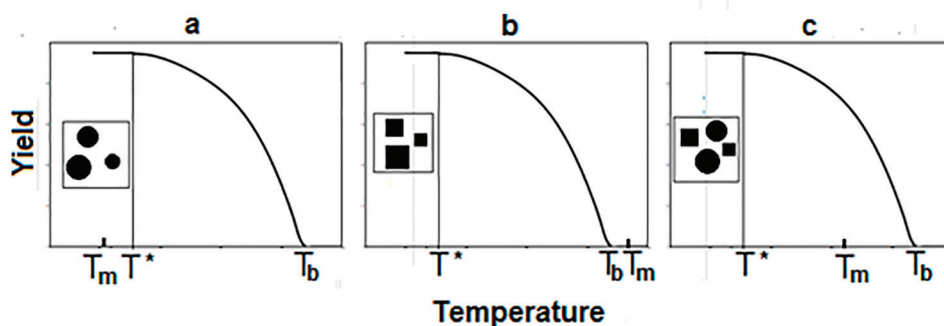 a b c
Yield
Tm T* Tb
T* Tb Tm
T* Tm Tb
Temperature